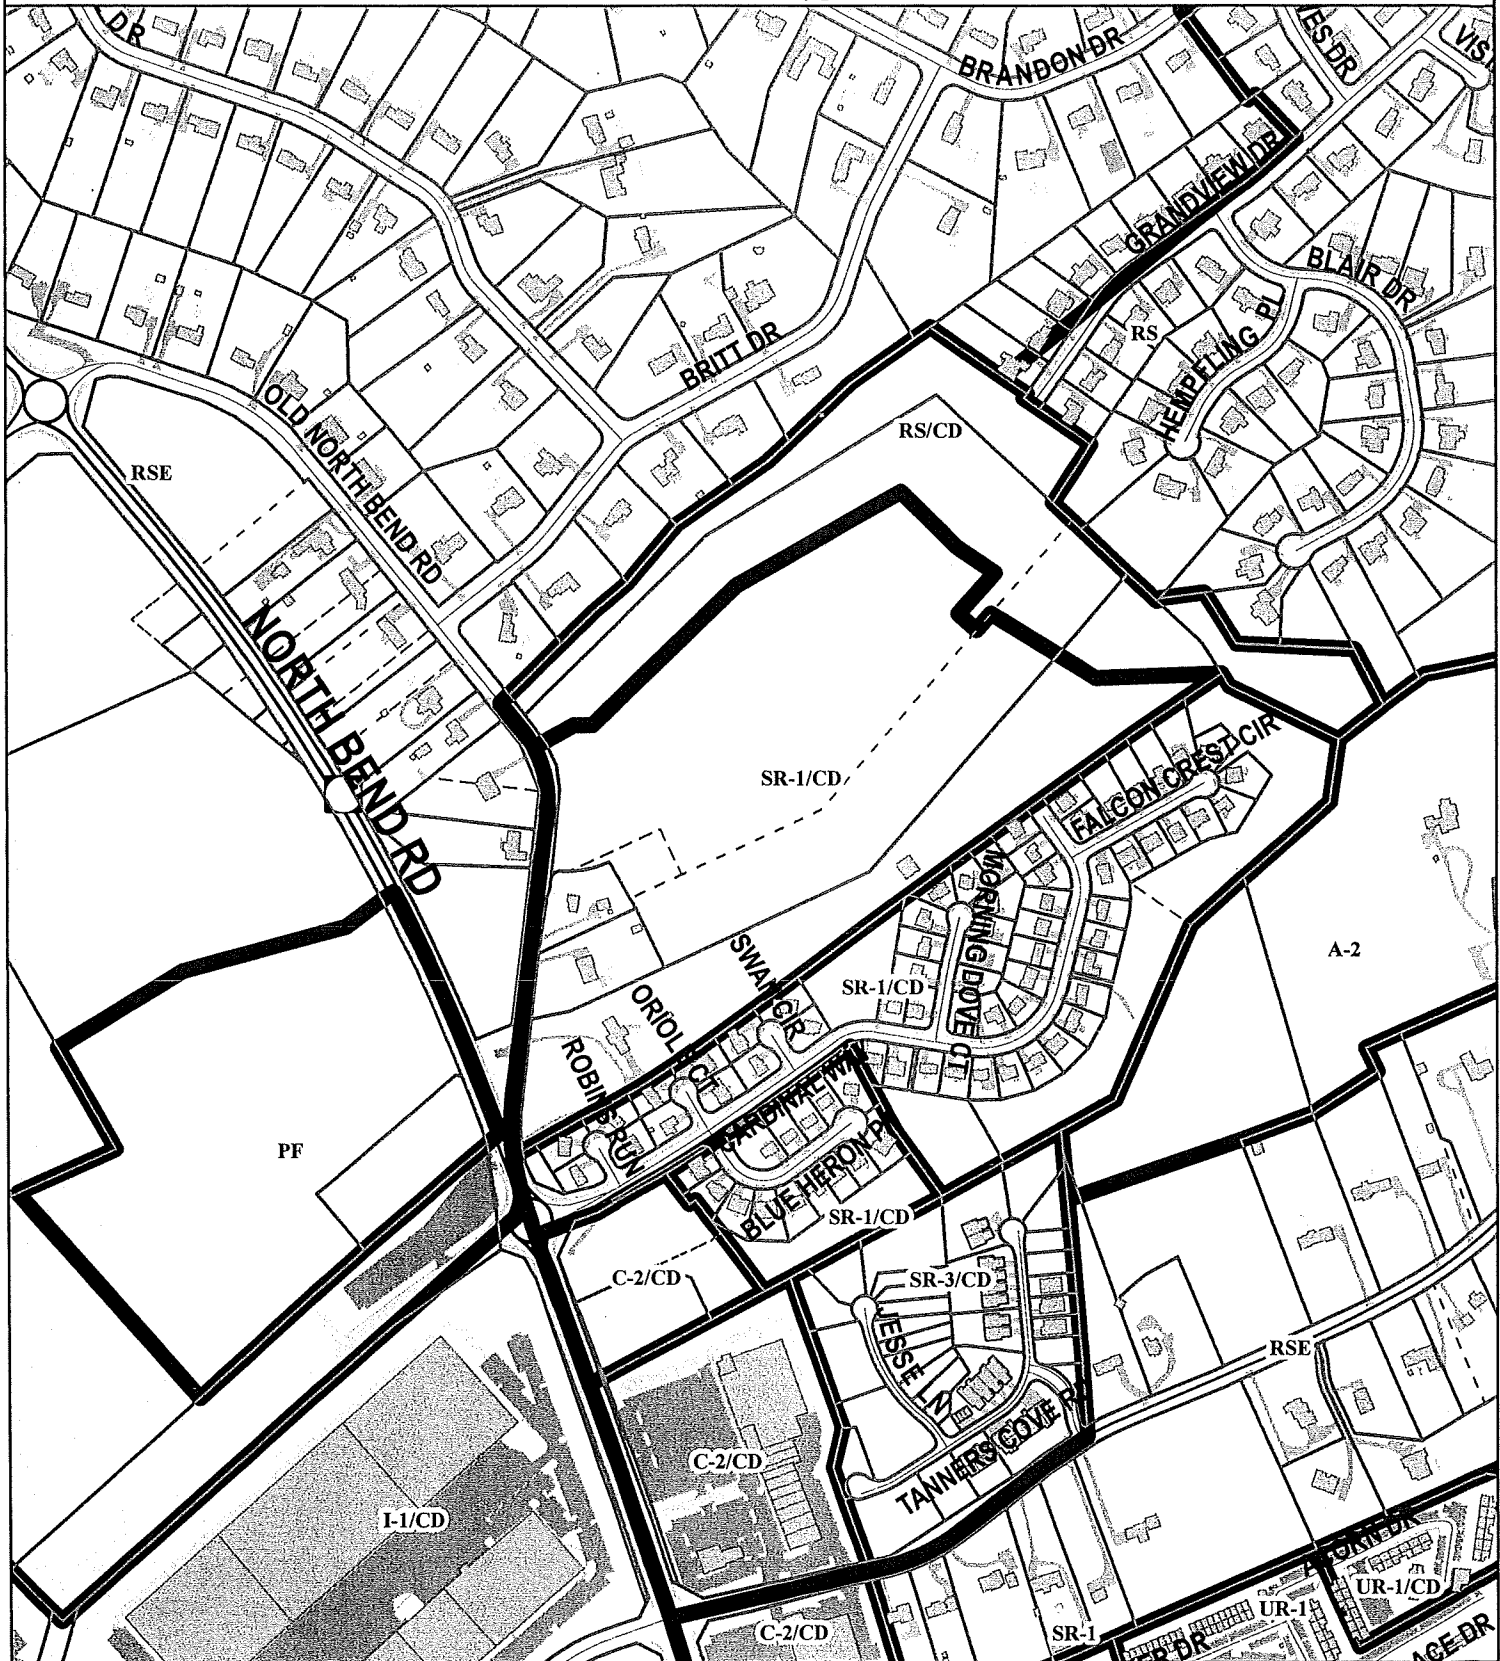 DR
BRANDON DR
GRANDVIEW DR
BLAIR DR
RS
HEMPFLING PL
BRITT DR
OLD NORTH BEND RD
RS/CD
RSE
NORTH BEND RD
SR-1/CD
FALCON CREST CIR
MORNING DOVE CT
A-2
SWAN CIR
SR-1/CD
ORIOLE CT
ROBINS RUN
CARDINAL WAY
PF
BLUE HERON PL
SR-1/CD
C-2/CD
SR-3/CD
JESSE LN
RSE
TANNERS COVE RD
C-2/CD
I-1/CD
ACORN DR
UR-1/CD
UR-1
C-2/CD
SR-1
DR